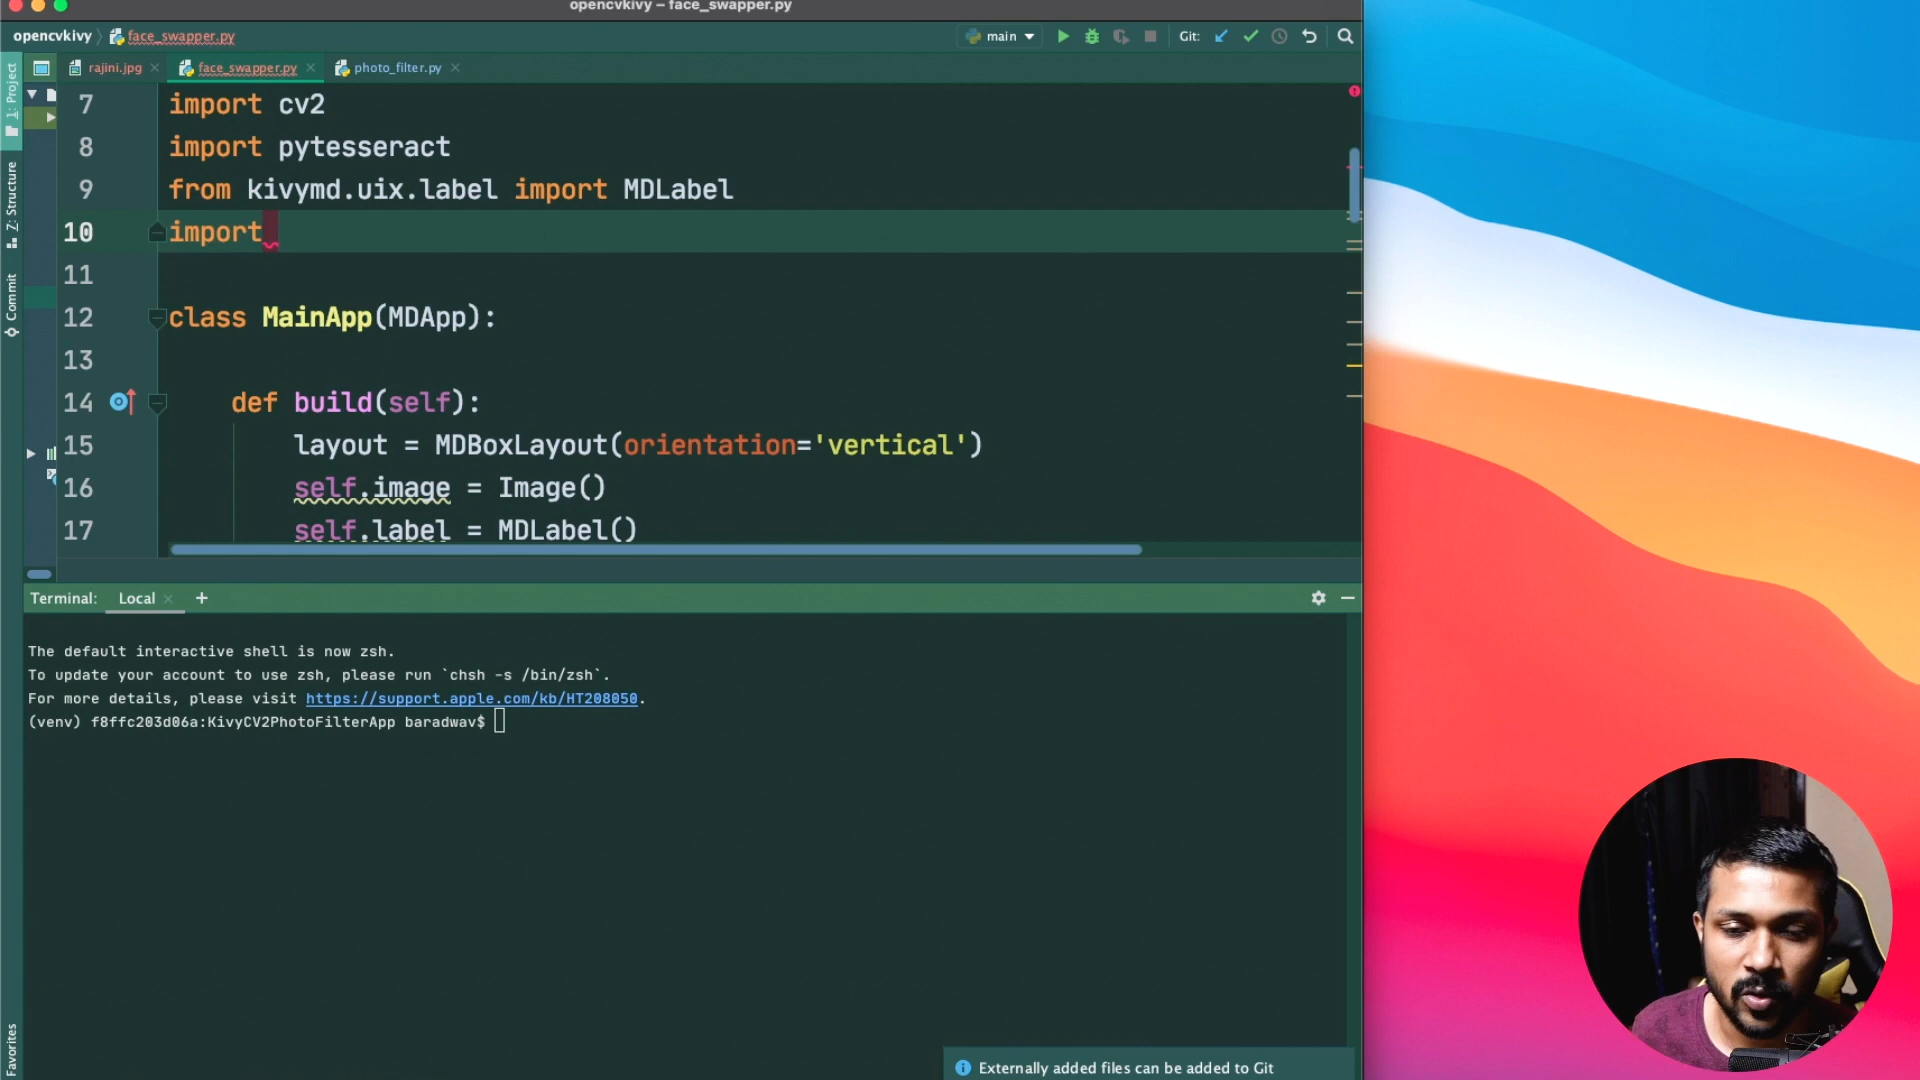 opencvkivy – face_swapper.py
opencvkivy face_swapper.py main Git:
rajini.jpg face_swapper.py photo_filter.py
1: Project
Z: Structure
Commit
Favorites
7 import cv2
8 import pytesseract
9 from kivymd.uix.label import MDLabel
10 import
11
12 class MainApp(MDApp):
13
14 def build(self):
15 layout = MDBoxLayout(orientation='vertical')
16 self.image = Image()
17 self.label = MDLabel()
Terminal: Local +
The default interactive shell is now zsh.
To update your account to use zsh, please run `chsh -s /bin/zsh`.
For more details, please visit https://support.apple.com/kb/HT208050.
(venv) f8ffc203d06a:KivyCV2PhotoFilterApp baradwav$
Externally added files can be added to Git